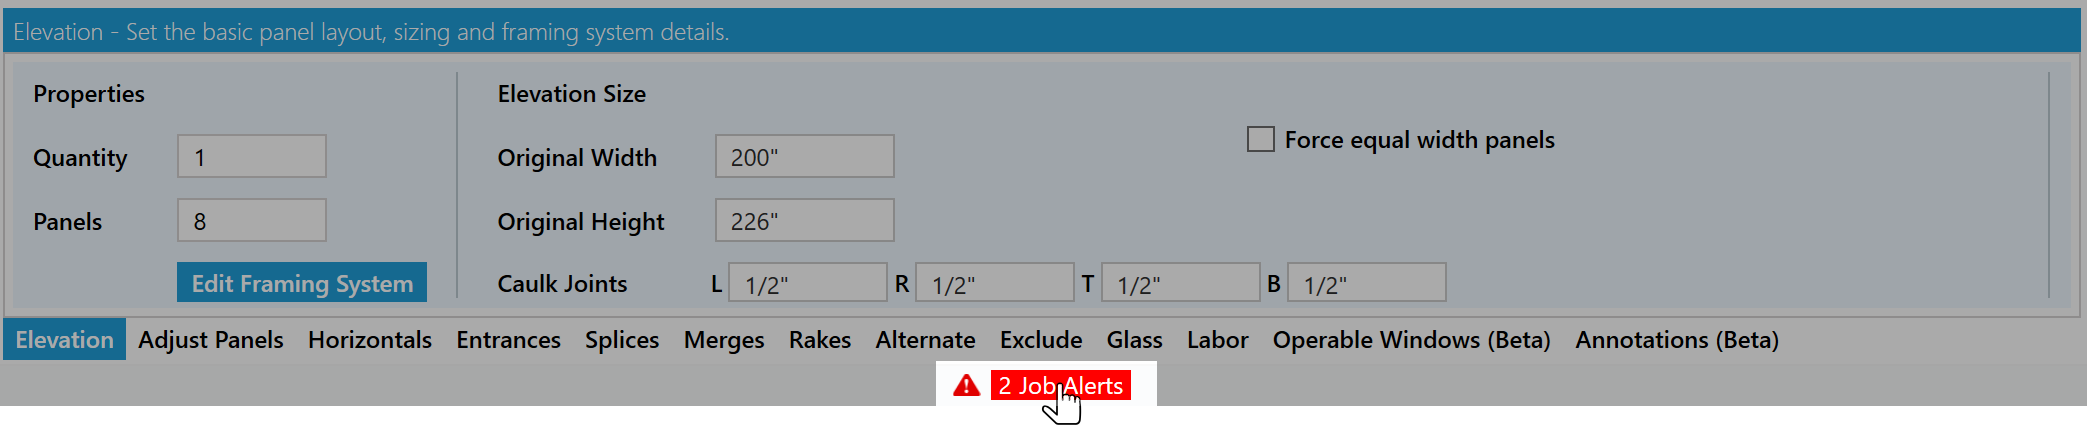 Elevation - Set the basic panel layout, sizing and framing system details.
Properties
Quantity 1
Panels 8
Edit Framing System
Elevation Size
Original Width 200"
Original Height 226"
Caulk Joints L 1/2" R 1/2" T 1/2" B 1/2"
Force equal width panels
Elevation Adjust Panels Horizontals Entrances Splices Merges Rakes Alternate Exclude Glass Labor Operable Windows (Beta) Annotations (Beta)
2 Job Alerts